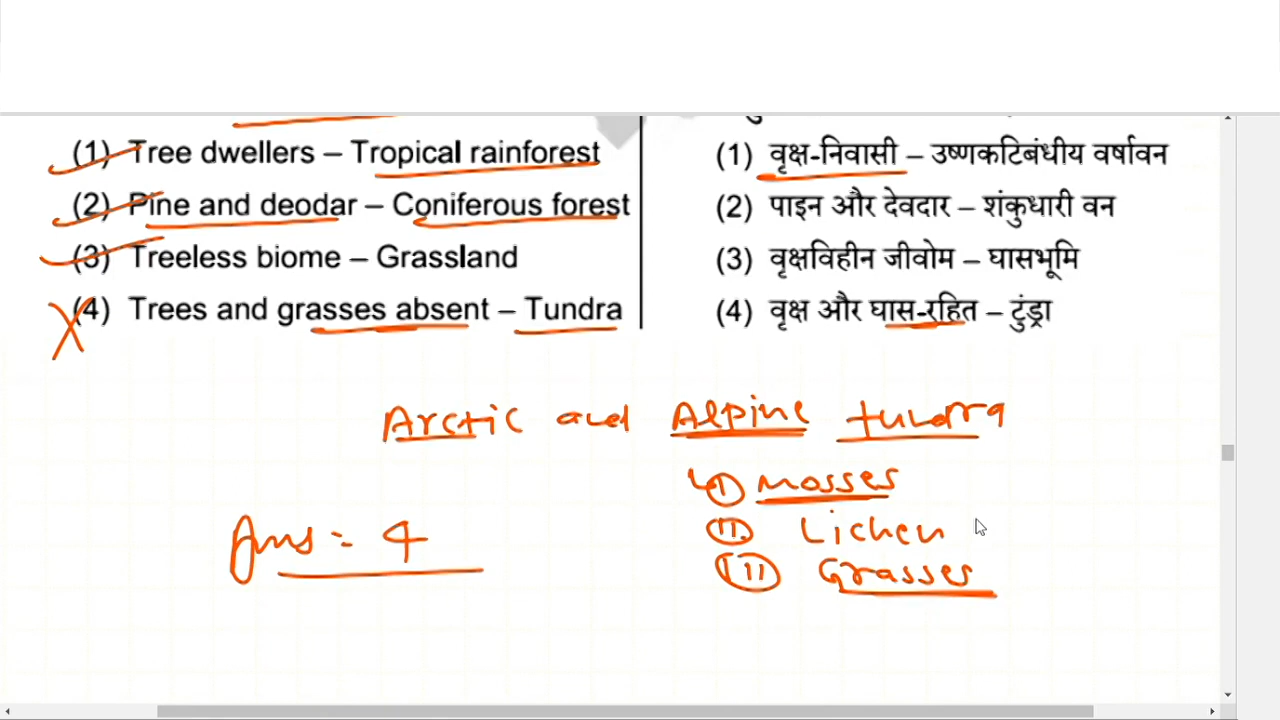 (1) Tree dwellers – Tropical rainforest
(2) Pine and deodar – Coniferous forest
(3) Treeless biome – Grassland
(4) Trees and grasses absent – Tundra
(1) वृक्ष-निवासी – उष्णकटिबंधीय वर्षावन
(2) पाइन और देवदार – शंकुधारी वन
(3) वृक्षविहीन जीवोम – घासभूमि
(4) वृक्ष और घास-रहित – टुंड्रा
Arctic and Alpine tundra
(I) Mosses
(II) Lichen
(III) Grasses
Ans = 4